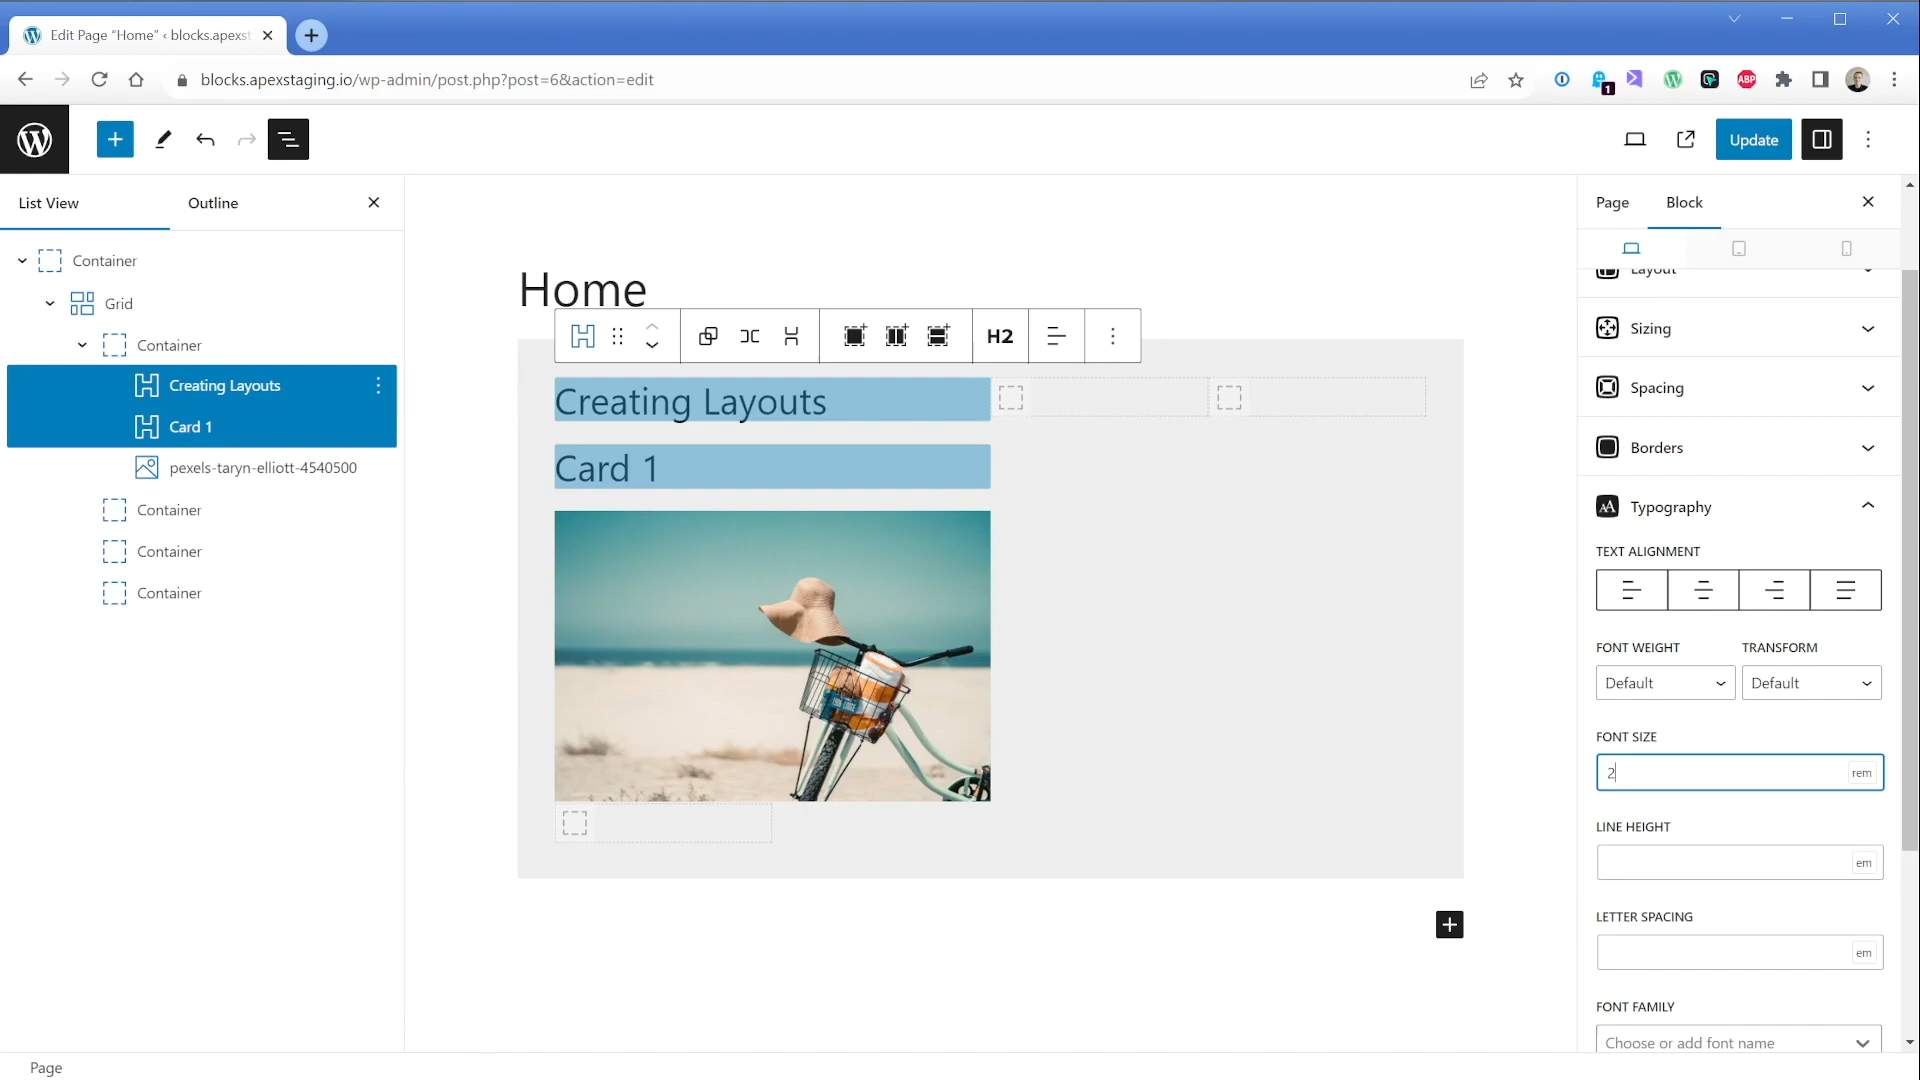 Edit Page “Home” ‹ blocks.apexst
blocks.apexstaging.io/wp-admin/post.php?post=6&action=edit
1
ABP
Update
List View
Outline
Page
Block
Container
Grid
Container
Creating Layouts
Card 1
pexels-taryn-elliott-4540500
Container
Container
Container
Home
H2
Creating Layouts
Card 1
Layout
Sizing
Spacing
Borders
Typography
TEXT ALIGNMENT
FONT WEIGHT
TRANSFORM
Default
Default
FONT SIZE
2
rem
LINE HEIGHT
em
LETTER SPACING
em
FONT FAMILY
Choose or add font name
Page